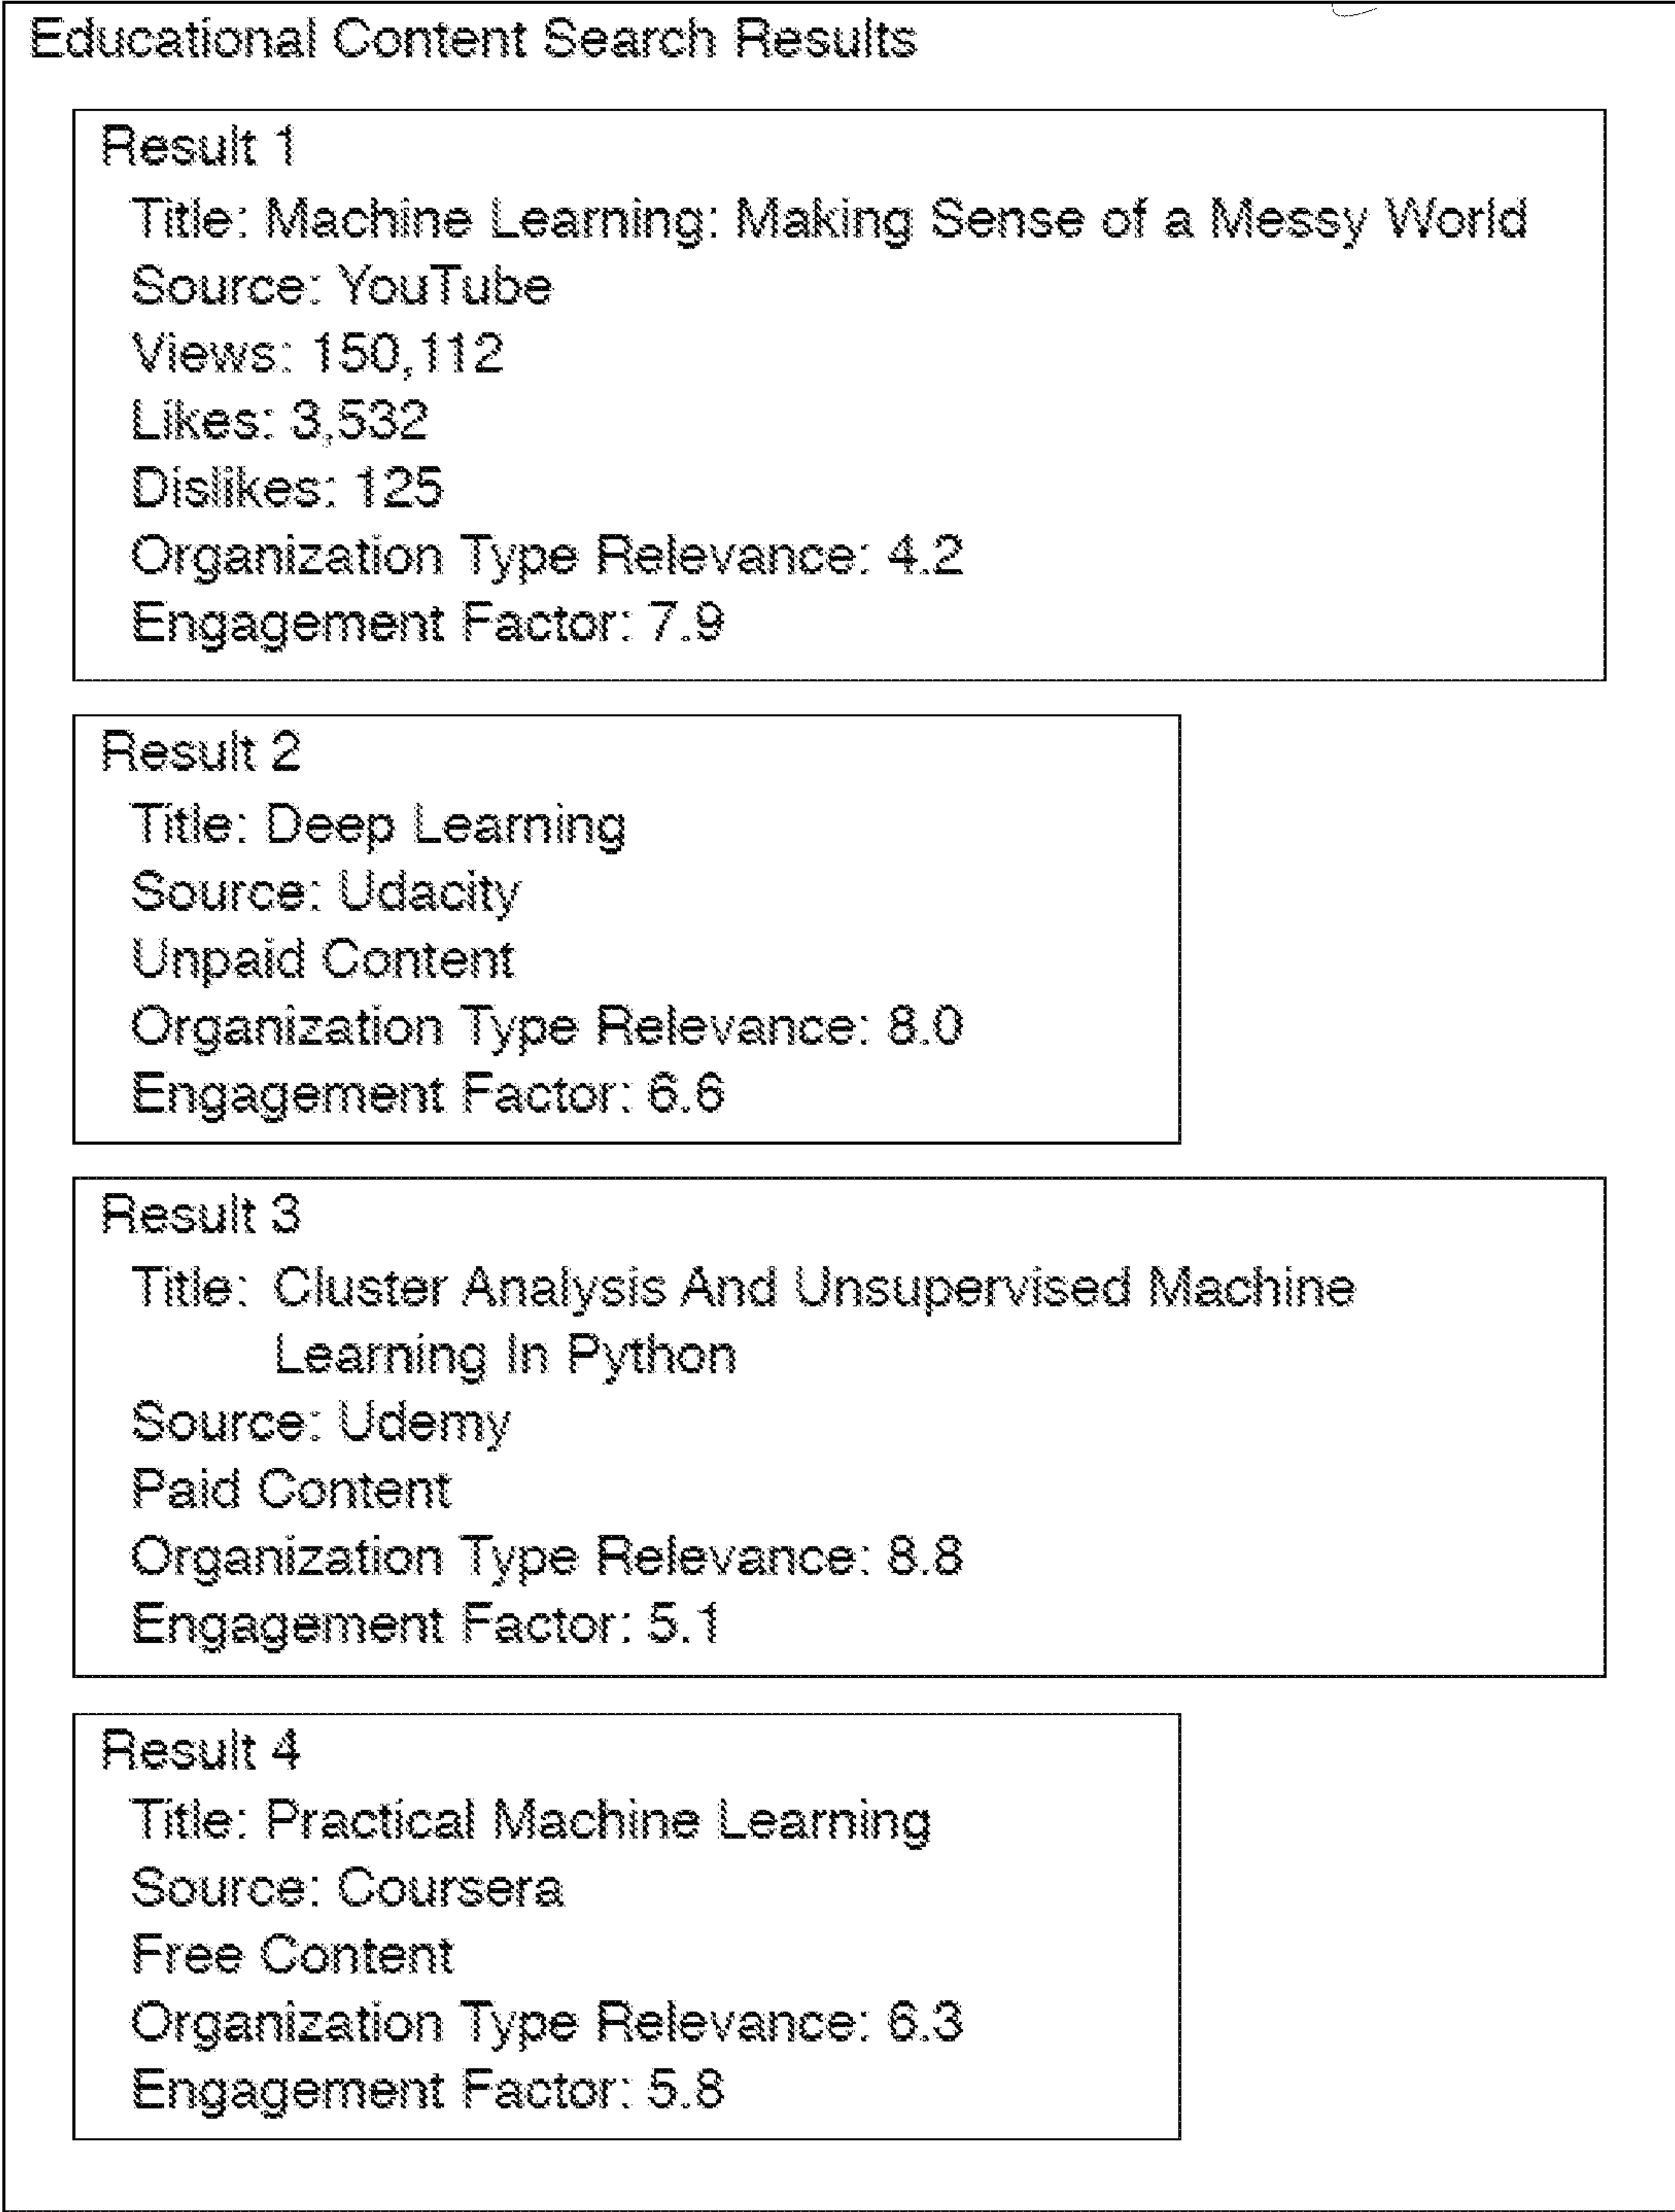 Educational Content Search Results
Result 1
Title: Machine Learning: Making Sense of a Messy World
Source: YouTube
Views: 150,112
Likes: 3,532
Dislikes: 125
Organization Type Relevance: 4.2
Engagement Factor: 7.9
Result 2
Title: Deep Learning
Source: Udacity
Unpaid Content
Organization Type Relevance: 8.0
Engagement Factor: 6.6
Result 3
Title: Cluster Analysis And Unsupervised Machine
Learning In Python
Source: Udemy
Paid Content
Organization Type Relevance: 8.8
Engagement Factor: 5.1
Result 4
Title: Practical Machine Learning
Source: Coursera
Free Content
Organization Type Relevance: 6.3
Engagement Factor: 5.8